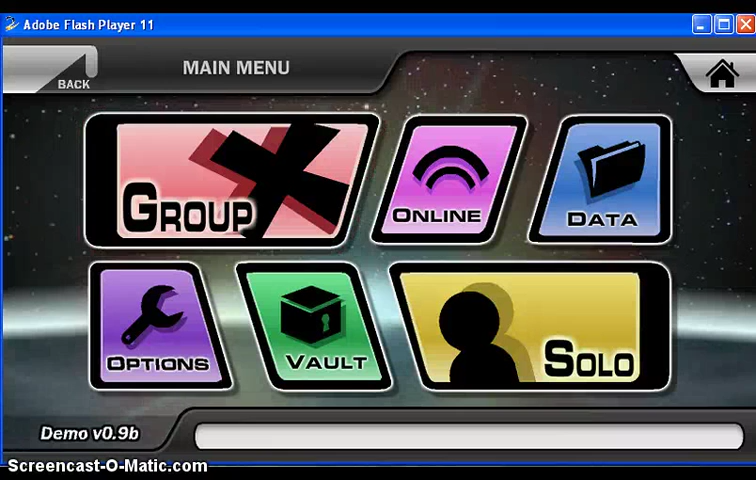 Adobe Flash Player 11
BACK
MAIN MENU
GROUP
ONLINE
DATA
OPTIONS
VAULT
SOLO
Demo v0.9b
Screencast-O-Matic.com